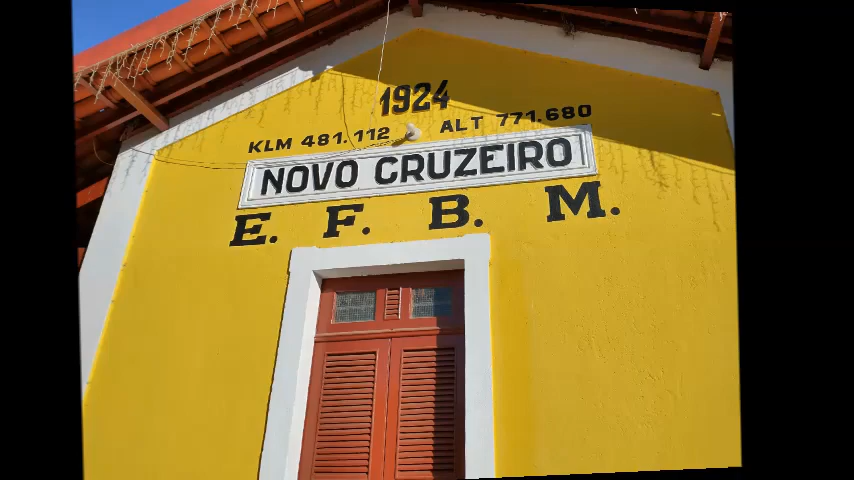 1924
KLM 481.112 ALT 771.680
NOVO CRUZEIRO
E. F. B. M.